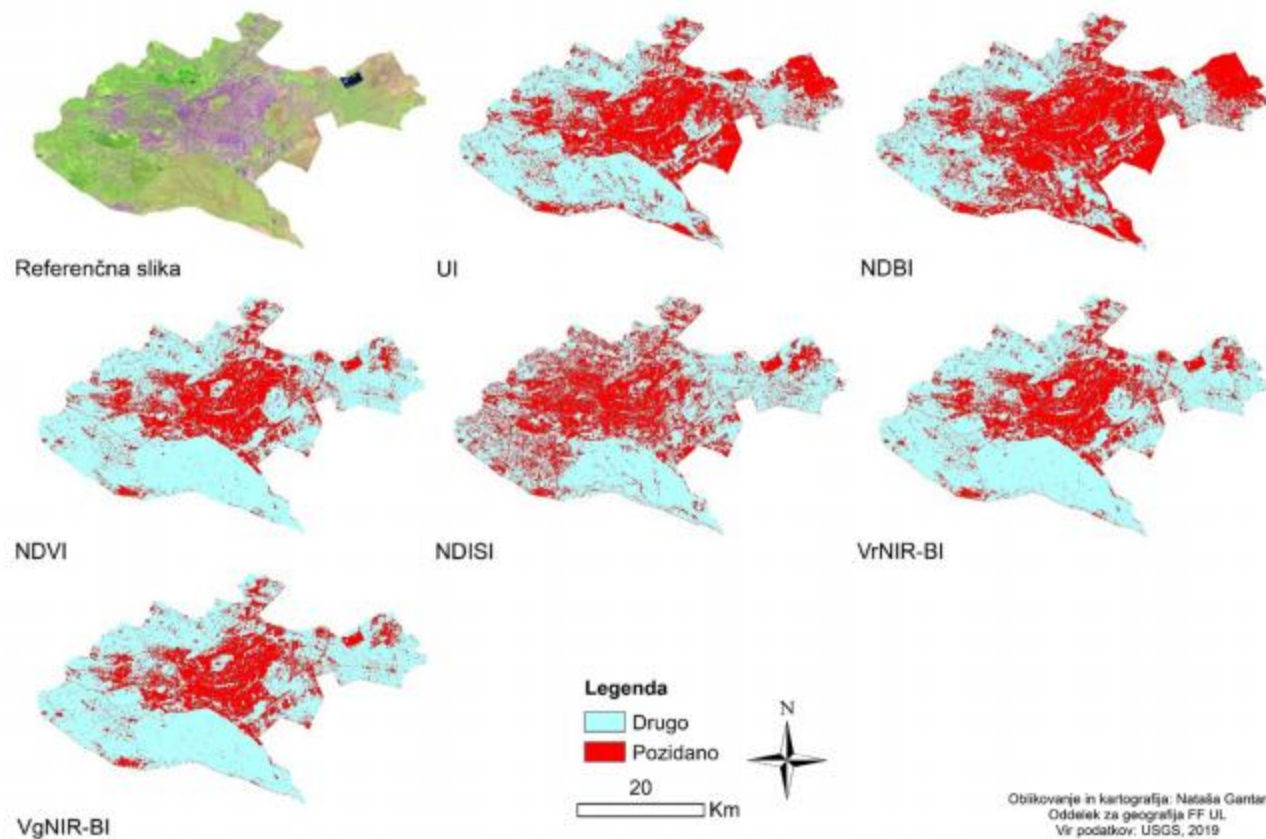 Referenčna slika
UI
NDBI
NDVI
NDISI
VrNIR-BI
VgNIR-BI
Legenda
Drugo
Pozidano
20
Km
N
Oblikovanje in kartografija: Nataša Gantar
Oddelek za geografija FF UL
Vir podatkov: USGS, 2019